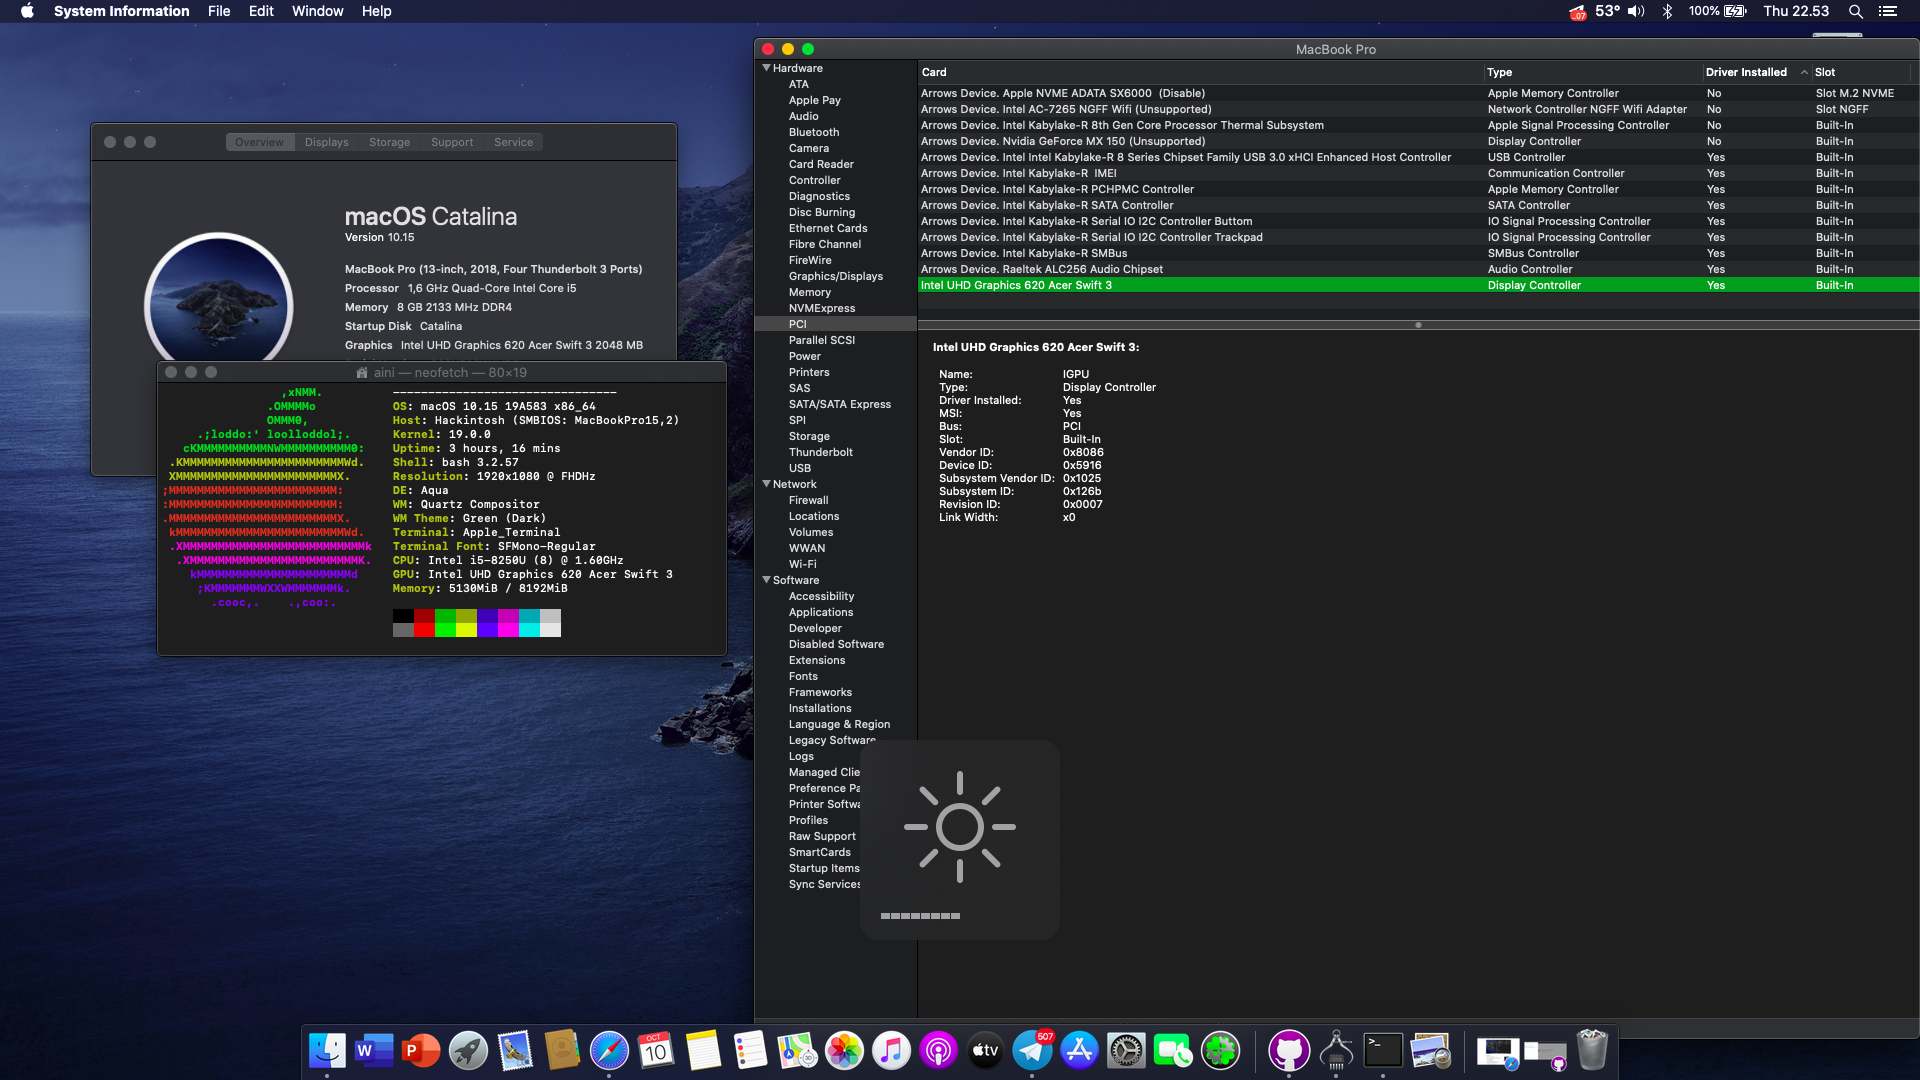 System Information File Edit Window Help
.07 53° 100% Thu 22.53
Overview Displays Storage Support Service
macOS Catalina
Version 10.15
MacBook Pro (13-inch, 2018, Four Thunderbolt 3 Ports)
Processor 1,6 GHz Quad-Core Intel Core i5
Memory 8 GB 2133 MHz DDR4
Startup Disk Catalina
Graphics Intel UHD Graphics 620 Acer Swift 3 2048 MB
aini — neofetch — 80×19
,xNMM.
.OMMMMo
OMMM0,
.;loddo:' loolloddol;.
cKMMMMMMMMMMNWMMMMMMMMMM0:
.KMMMMMMMMMMMMMMMMMMMMMMMWd.
XMMMMMMMMMMMMMMMMMMMMMMMX.
;MMMMMMMMMMMMMMMMMMMMMMMM:
:MMMMMMMMMMMMMMMMMMMMMMMM:
.MMMMMMMMMMMMMMMMMMMMMMMMX.
kMMMMMMMMMMMMMMMMMMMMMMMMWd.
.XMMMMMMMMMMMMMMMMMMMMMMMMMMk
.XMMMMMMMMMMMMMMMMMMMMMMMMK.
kMMMMMMMMMMMMMMMMMMMMMMd
;KMMMMMMMWXXWMMMMMMMk.
.cooc,. .,coo:.
--------------------------------
OS: macOS 10.15 19A583 x86_64
Host: Hackintosh (SMBIOS: MacBookPro15,2)
Kernel: 19.0.0
Uptime: 3 hours, 16 mins
Shell: bash 3.2.57
Resolution: 1920x1080 @ FHDHz
DE: Aqua
WM: Quartz Compositor
WM Theme: Green (Dark)
Terminal: Apple_Terminal
Terminal Font: SFMono-Regular
CPU: Intel i5-8250U (8) @ 1.60GHz
GPU: Intel UHD Graphics 620 Acer Swift 3
Memory: 5130MiB / 8192MiB
MacBook Pro
Hardware
ATA
Apple Pay
Audio
Bluetooth
Camera
Card Reader
Controller
Diagnostics
Disc Burning
Ethernet Cards
Fibre Channel
FireWire
Graphics/Displays
Memory
NVMExpress
PCI
Parallel SCSI
Power
Printers
SAS
SATA/SATA Express
SPI
Storage
Thunderbolt
USB
Network
Firewall
Locations
Volumes
WWAN
Wi-Fi
Software
Accessibility
Applications
Developer
Disabled Software
Extensions
Fonts
Frameworks
Installations
Language & Region
Legacy Software
Logs
Managed Clie
Preference Pa
Printer Softwa
Profiles
Raw Support
SmartCards
Startup Items
Sync Services
Card Type Driver Installed Slot
Arrows Device. Apple NVME ADATA SX6000 (Disable) Apple Memory Controller No Slot M.2 NVME
Arrows Device. Intel AC-7265 NGFF Wifi (Unsupported) Network Controller NGFF Wifi Adapter No Slot NGFF
Arrows Device. Intel Kabylake-R 8th Gen Core Processor Thermal Subsystem Apple Signal Processing Controller No Built-In
Arrows Device. Nvidia GeForce MX 150 (Unsupported) Display Controller No Built-In
Arrows Device. Intel Intel Kabylake-R 8 Series Chipset Family USB 3.0 xHCI Enhanced Host Controller USB Controller Yes Built-In
Arrows Device. Intel Kabylake-R IMEI Communication Controller Yes Built-In
Arrows Device. Intel Kabylake-R PCHPMC Controller Apple Memory Controller Yes Built-In
Arrows Device. Intel Kabylake-R SATA Controller SATA Controller Yes Built-In
Arrows Device. Intel Kabylake-R Serial IO I2C Controller Buttom IO Signal Processing Controller Yes Built-In
Arrows Device. Intel Kabylake-R Serial IO I2C Controller Trackpad IO Signal Processing Controller Yes Built-In
Arrows Device. Intel Kabylake-R SMBus SMBus Controller Yes Built-In
Arrows Device. Raeltek ALC256 Audio Chipset Audio Controller Yes Built-In
Intel UHD Graphics 620 Acer Swift 3 Display Controller Yes Built-In
Intel UHD Graphics 620 Acer Swift 3:
Name: IGPU
Type: Display Controller
Driver Installed: Yes
MSI: Yes
Bus: PCI
Slot: Built-In
Vendor ID: 0x8086
Device ID: 0x5916
Subsystem Vendor ID: 0x1025
Subsystem ID: 0x126b
Revision ID: 0x0007
Link Width: x0
W P OCT 10 3D tv 507 >_